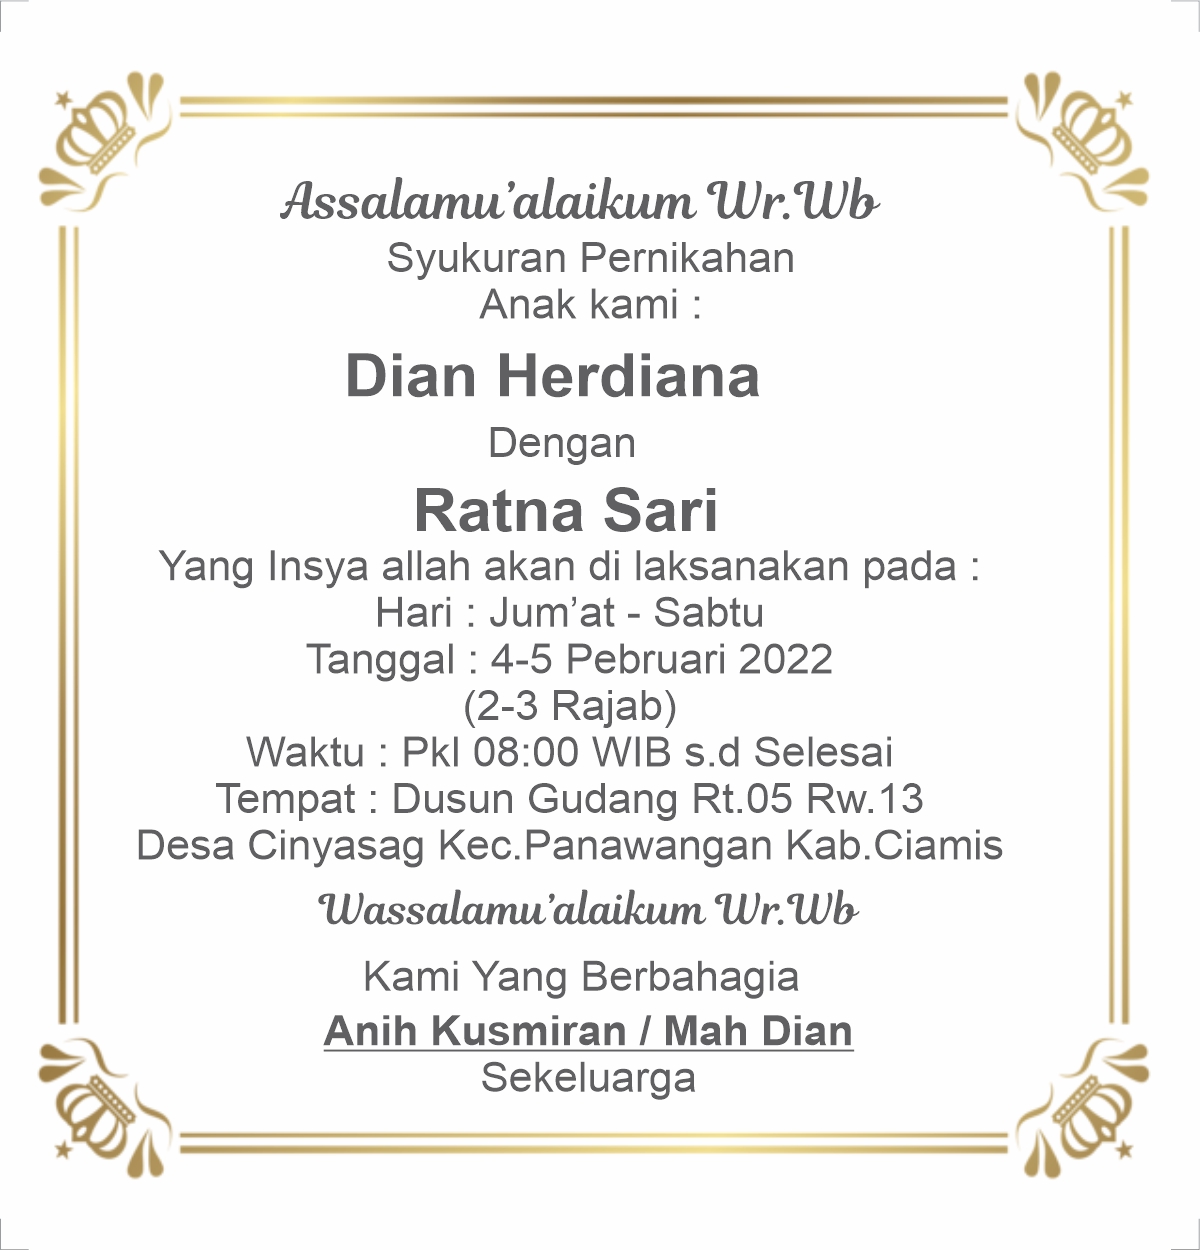 Assalamu’alaikum Wr.Wb
Syukuran Pernikahan
Anak kami :
Dian Herdiana
Dengan
Ratna Sari
Yang Insya allah akan di laksanakan pada :
Hari : Jum’at - Sabtu
Tanggal : 4-5 Pebruari 2022
(2-3 Rajab)
Waktu : Pkl 08:00 WIB s.d Selesai
Tempat : Dusun Gudang Rt.05 Rw.13
Desa Cinyasag Kec.Panawangan Kab.Ciamis
Wassalamu’alaikum Wr.Wb
Kami Yang Berbahagia
Anih Kusmiran / Mah Dian
Sekeluarga